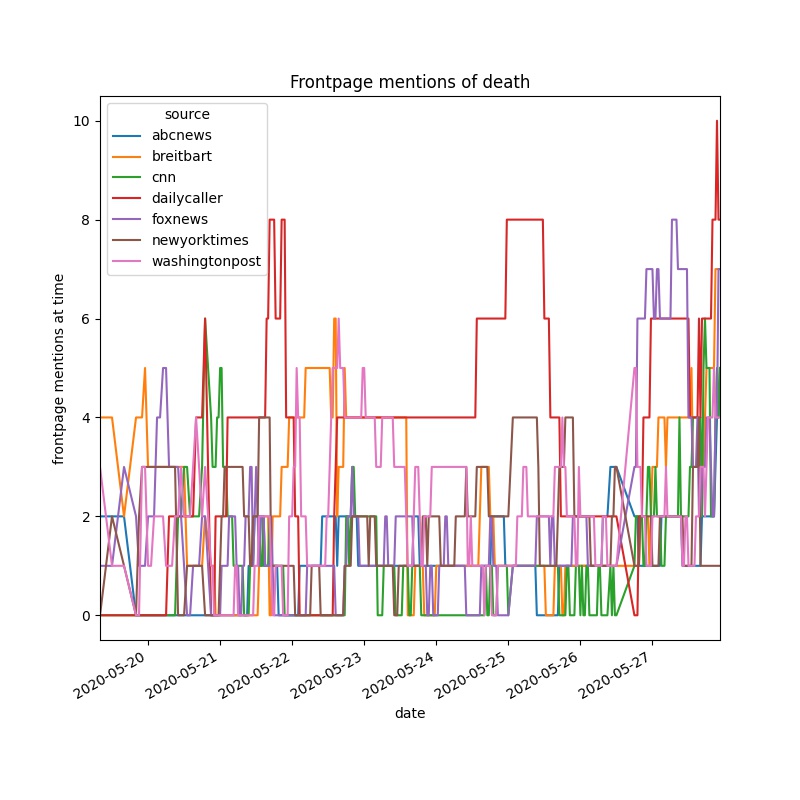 Frontpage mentions of death
source
abcnews
breitbart
cnn
dailycaller
foxnews
newyorktimes
washingtonpost
frontpage mentions at time
10
8
6
4
2
0
2020-05-20
2020-05-21
2020-05-22
2020-05-23
2020-05-24
2020-05-25
2020-05-26
2020-05-27
date